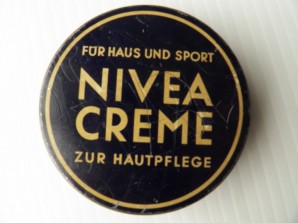 FÜR HAUS UND SPORT
NIVEA
CREME
ZUR HAUTPFLEGE